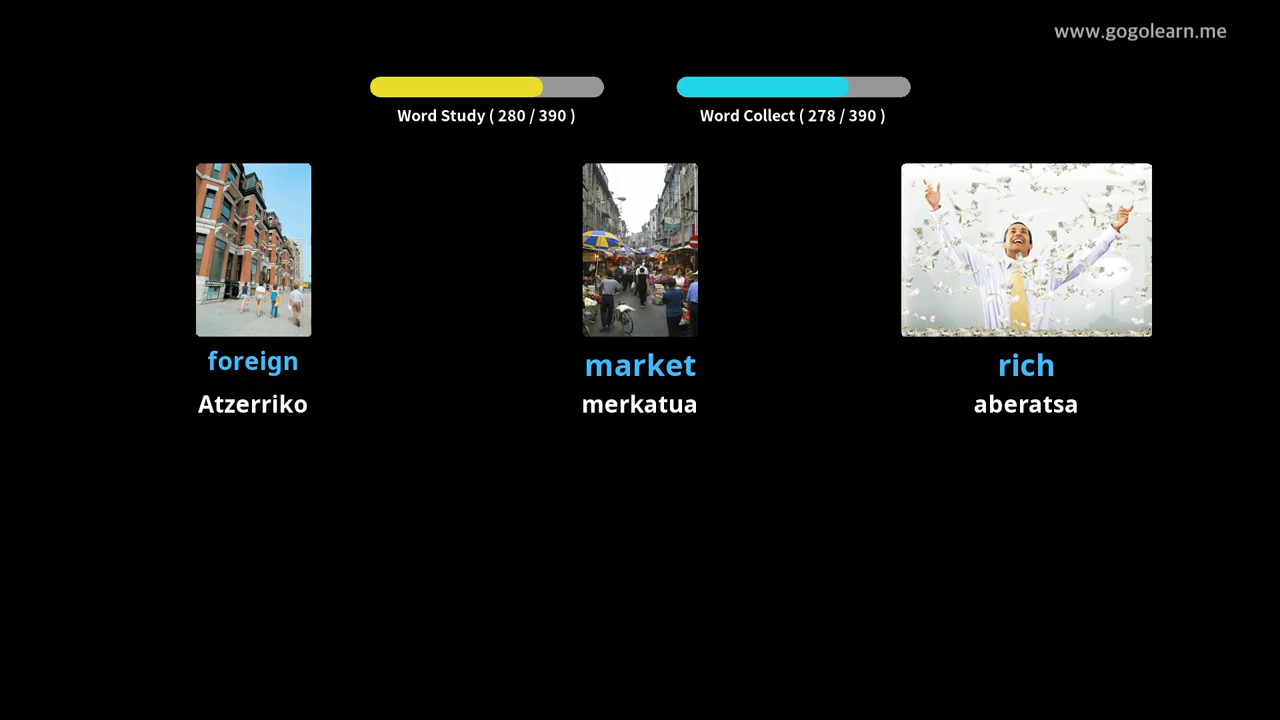 www.gogolearn.me
Word Study ( 280 / 390 )
Word Collect ( 278 / 390 )
foreign
market
rich
Atzerriko
merkatua
aberatsa